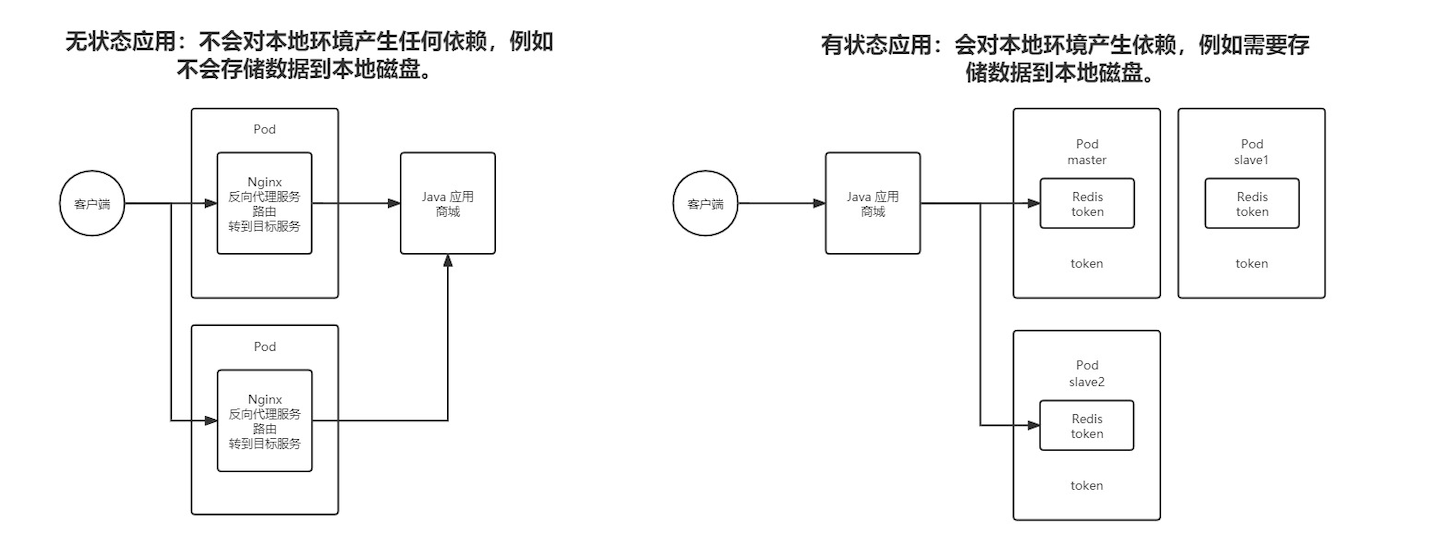 无状态应用：不会对本地环境产生任何依赖，例如
不会存储数据到本地磁盘。
Pod
客户端
Nginx
反向代理服务
路由
转到目标服务
Java 应用
商城
Pod
Nginx
反向代理服务
路由
转到目标服务
有状态应用：会对本地环境产生依赖，例如需要存
储数据到本地磁盘。
客户端
Java 应用
商城
Pod
master
Redis
token
token
Pod
slave1
Redis
token
token
Pod
slave2
Redis
token
token